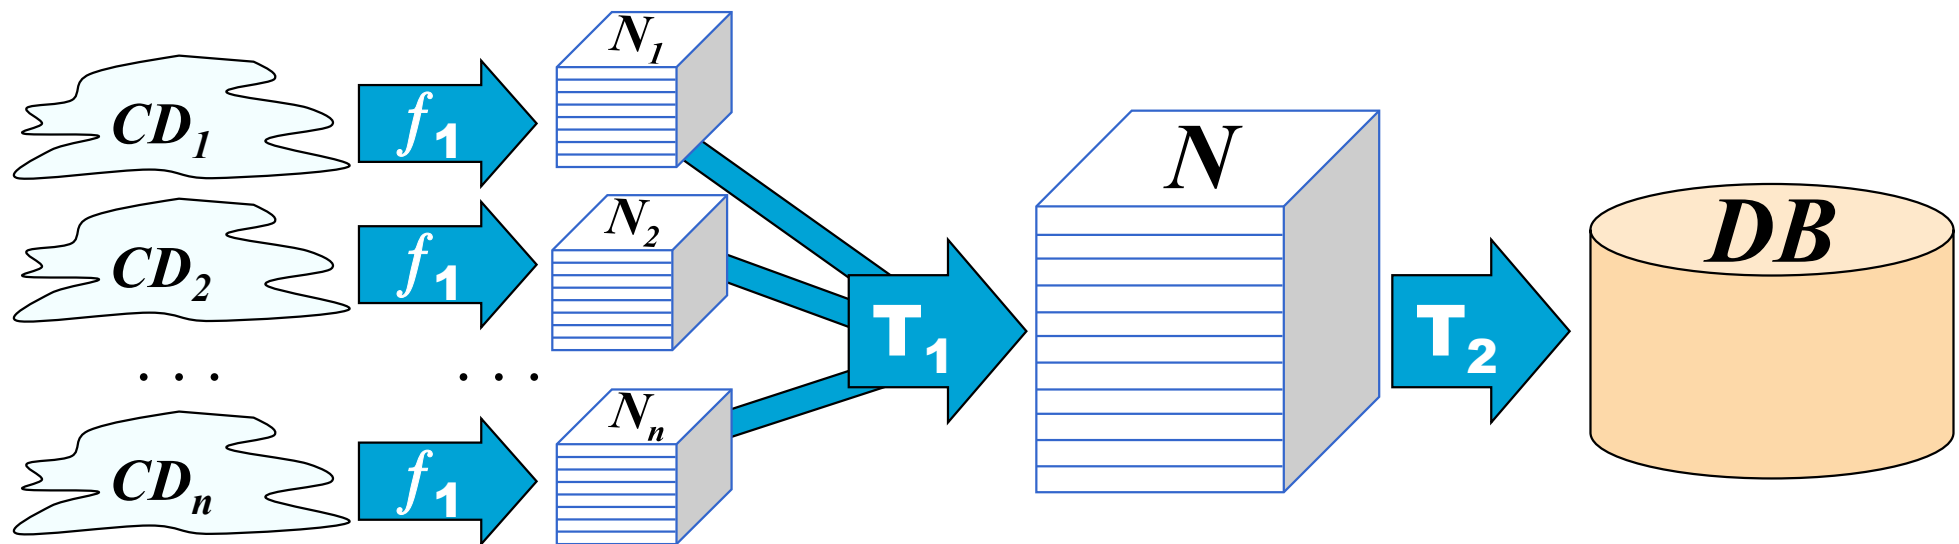 CD₁ f₁ N₁
CD₂ f₁ N₂
T₁ N T₂ DB
. . . . . .
CDₙ f₁ Nₙ